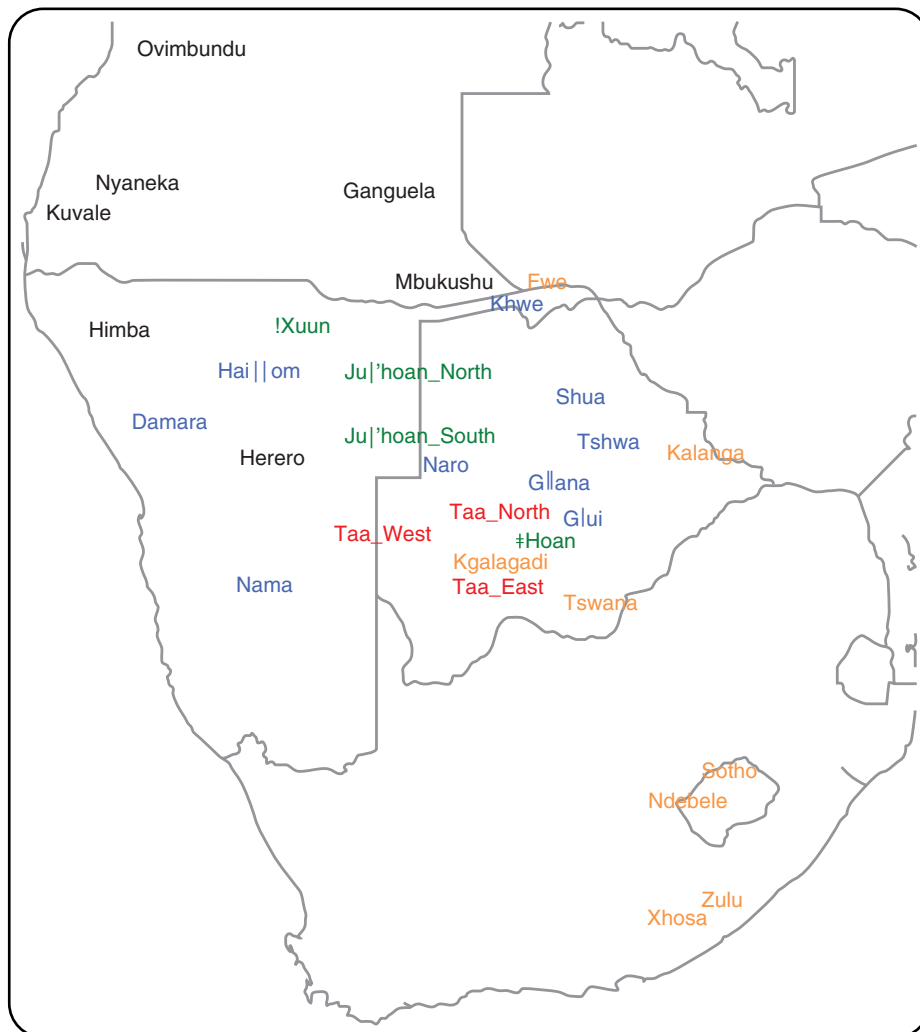 Ovimbundu
Nyaneka
Ganguela
Kuvale
Mbukushu
Fwe
Khwe
Himba
!Xuun
Hai||om
Ju|'hoan_North
Shua
Damara
Ju|'hoan_South
Tshwa
Kalanga
Herero
Naro
Gǁana
Taa_North
G|ui
Taa_West
ǂHoan
Kgalagadi
Nama
Taa_East
Tswana
Sotho
Ndebele
Zulu
Xhosa